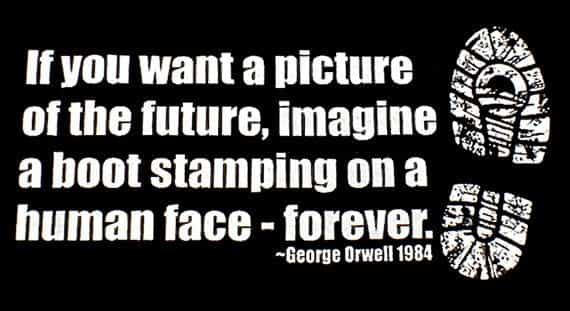 If you want a picture
of the future, imagine
a boot stamping on a
human face - forever.
~George Orwell 1984